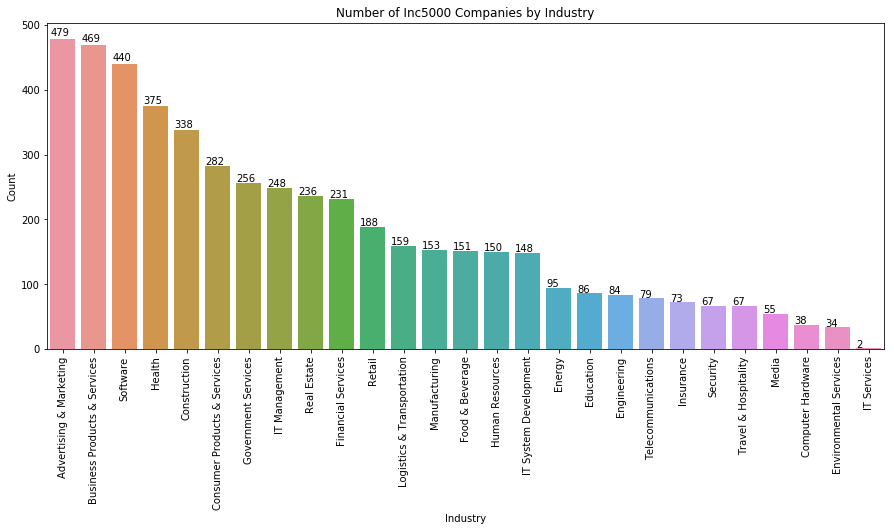 Number of Inc5000 Companies by Industry
Count
500
400
300
200
100
0
479
469
440
375
338
282
256
248
236
231
188
159
153
151
150
148
95
86
84
79
73
67
67
55
38
34
2
Advertising & Marketing
Business Products & Services
Software
Health
Construction
Consumer Products & Services
Government Services
IT Management
Real Estate
Financial Services
Retail
Logistics & Transportation
Manufacturing
Food & Beverage
Human Resources
IT System Development
Energy
Education
Engineering
Telecommunications
Insurance
Security
Travel & Hospitality
Media
Computer Hardware
Environmental Services
IT Services
Industry